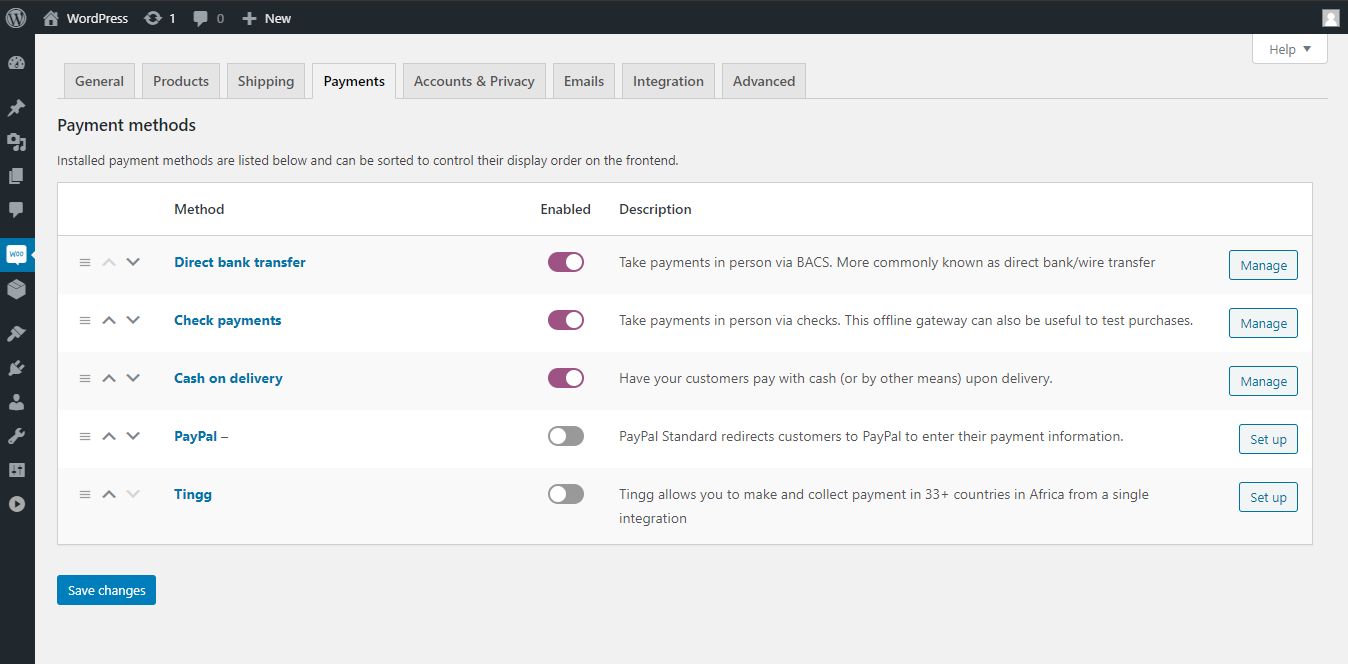 WordPress 1 0 New
Help
General Products Shipping Payments Accounts & Privacy Emails Integration Advanced
Payment methods
Installed payment methods are listed below and can be sorted to control their display order on the frontend.
Method Enabled Description
Direct bank transfer Take payments in person via BACS. More commonly known as direct bank/wire transfer Manage
Check payments Take payments in person via checks. This offline gateway can also be useful to test purchases. Manage
Cash on delivery Have your customers pay with cash (or by other means) upon delivery. Manage
PayPal – PayPal Standard redirects customers to PayPal to enter their payment information. Set up
Tingg Tingg allows you to make and collect payment in 33+ countries in Africa from a single Set up
integration
Woo
Save changes